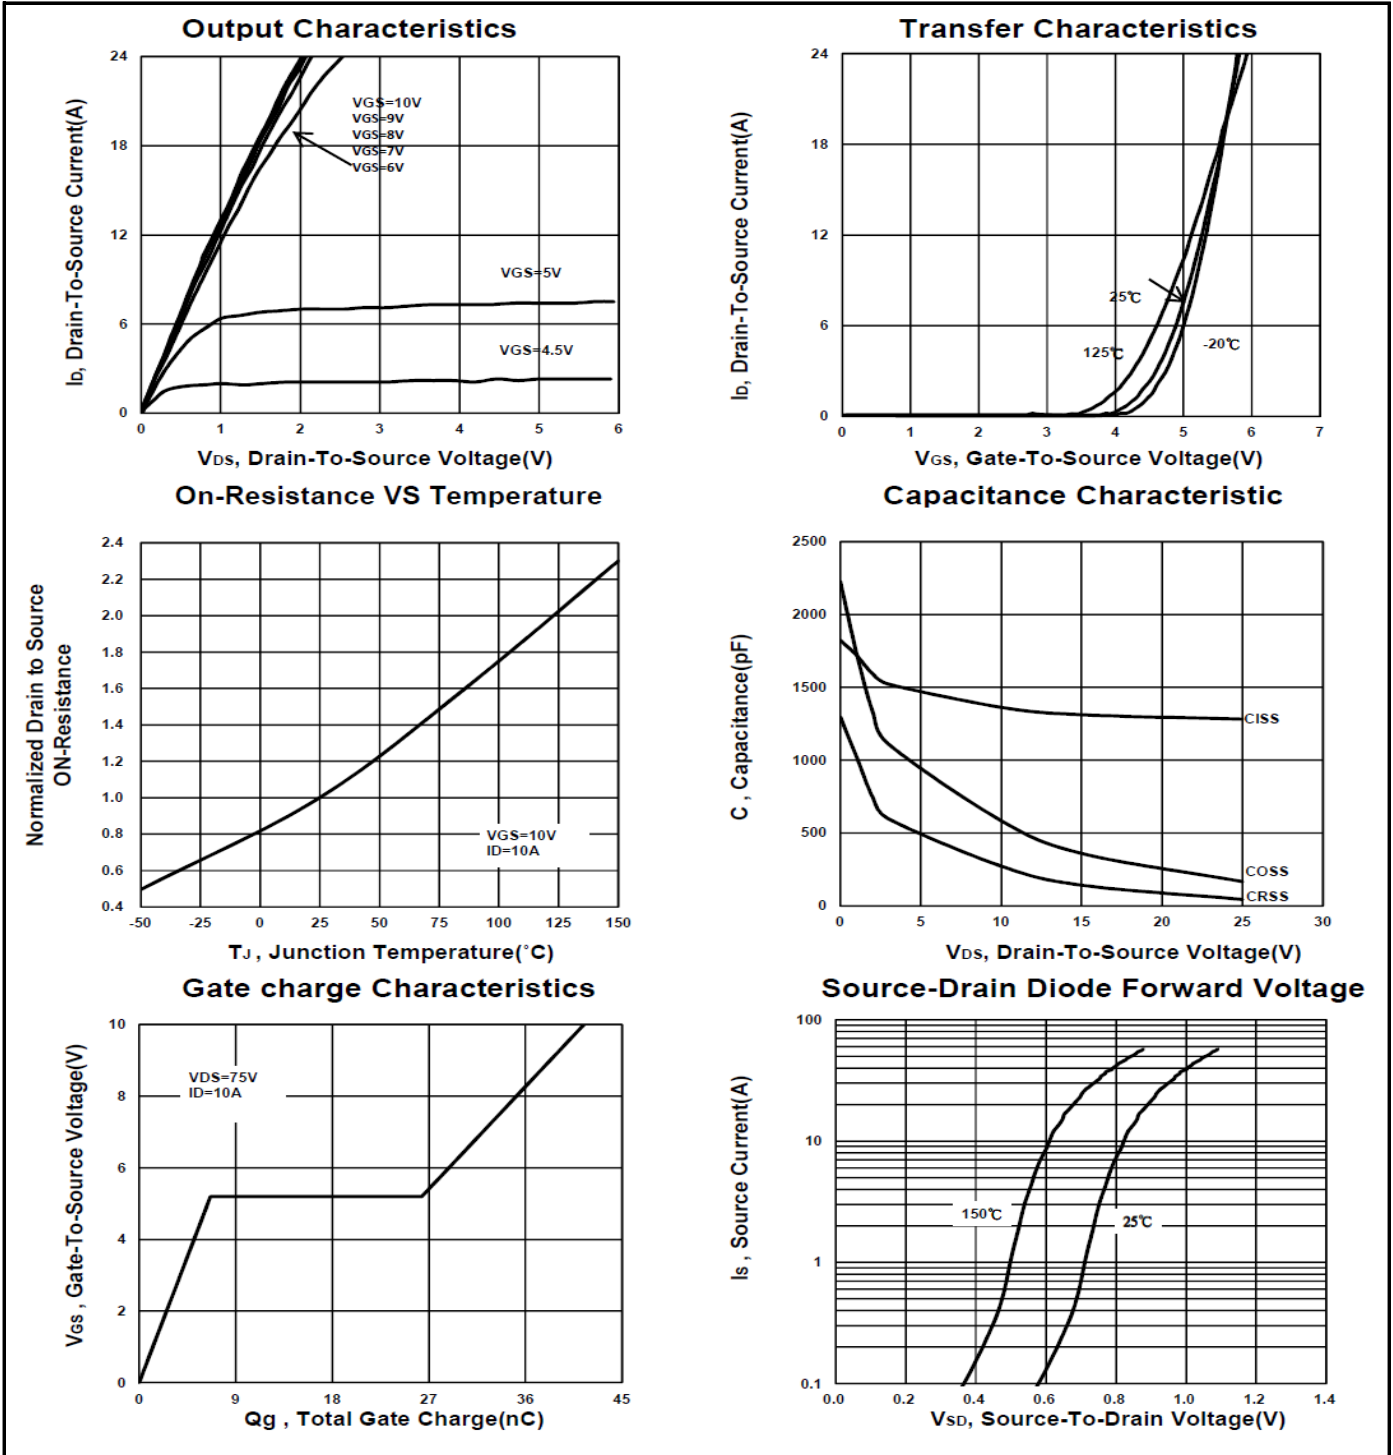 Output Characteristics
ID, Drain-To-Source Current(A)
24
18
12
6
0
VGS=10V
VGS=9V
VGS=8V
VGS=7V
VGS=6V
VGS=5V
VGS=4.5V
0 1 2 3 4 5 6
VDS, Drain-To-Source Voltage(V)
Transfer Characteristics
ID, Drain-To-Source Current(A)
24
18
12
6
0
25℃
125℃
-20℃
0 1 2 3 4 5 6 7
VGS, Gate-To-Source Voltage(V)
On-Resistance VS Temperature
Normalized Drain to Source
ON-Resistance
2.4
2.2
2.0
1.8
1.6
1.4
1.2
1.0
0.8
0.6
0.4
VGS=10V
ID=10A
-50 -25 0 25 50 75 100 125 150
TJ , Junction Temperature(˚C)
Capacitance Characteristic
C , Capacitance(pF)
2500
2000
1500
1000
500
0
CISS
COSS
CRSS
0 5 10 15 20 25 30
VDS, Drain-To-Source Voltage(V)
Gate charge Characteristics
VGS , Gate-To-Source Voltage(V)
10
8
6
4
2
0
VDS=75V
ID=10A
0 9 18 27 36 45
Qg , Total Gate Charge(nC)
Source-Drain Diode Forward Voltage
IS , Source Current(A)
100
10
1
0.1
150℃
25℃
0.0 0.2 0.4 0.6 0.8 1.0 1.2 1.4
VSD, Source-To-Drain Voltage(V)